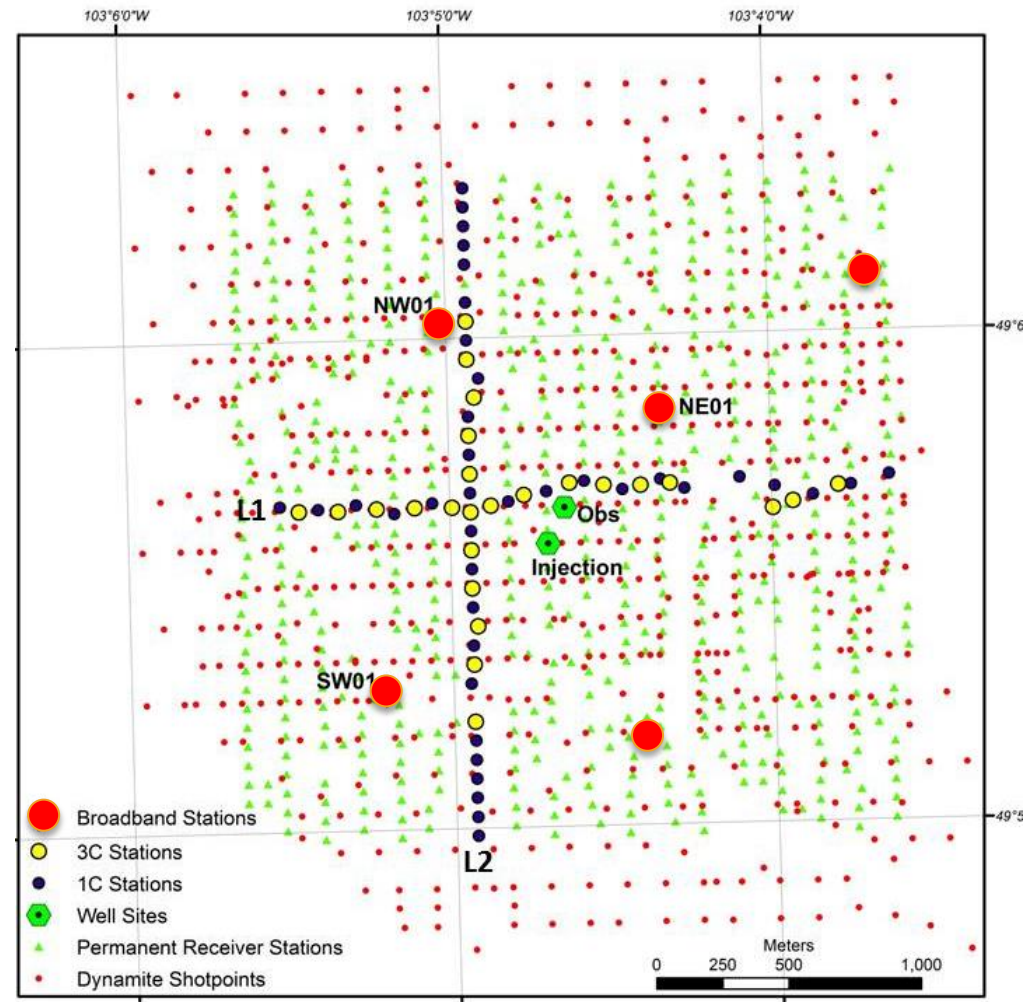 103°6'0"W
103°5'0"W
103°4'0"W
NW01
49°6
NE01
L1
Obs
Injection
SW01
49°5
L2
Broadband Stations
3C Stations
1C Stations
Well Sites
Permanent Receiver Stations
Dynamite Shotpoints
Meters
0 250 500 1,000